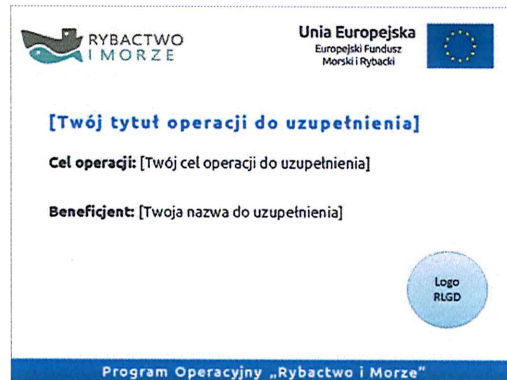 RYBACTWO
I MORZE
Unia Europejska
Europejski Fundusz
Morski i Rybacki
[Twój tytuł operacji do uzupełnienia]
Cel operacji: [Twój cel operacji do uzupełnienia]
Beneficjent: [Twoja nazwa do uzupełnienia]
Logo
RLGD
Program Operacyjny „Rybactwo i Morze”